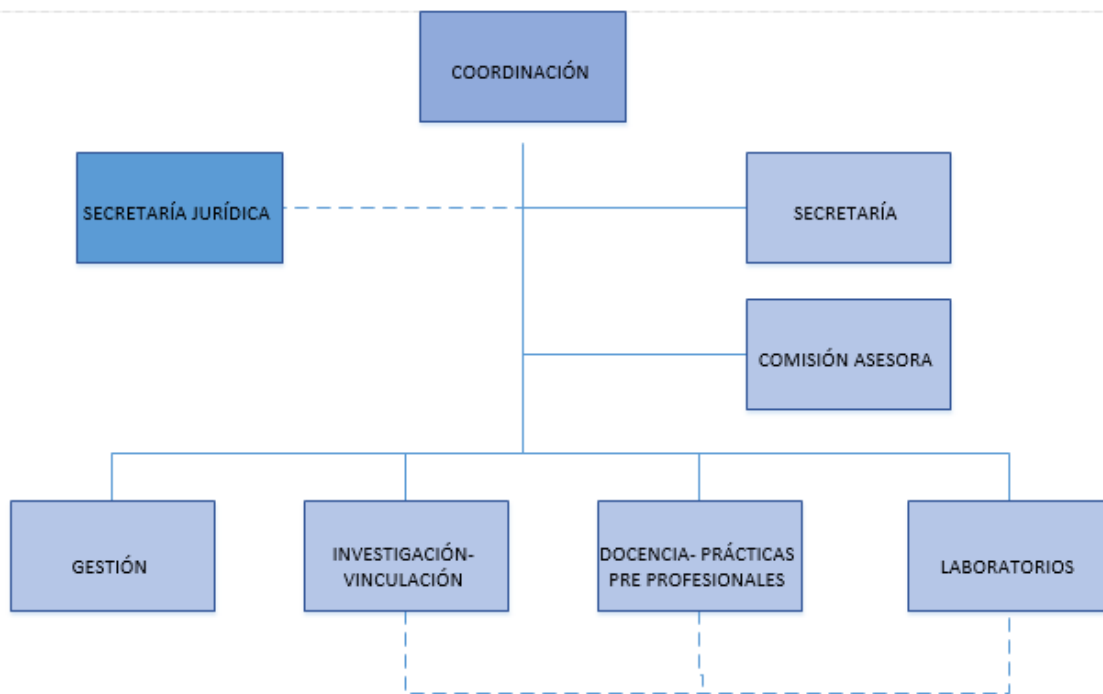 COORDINACIÓN
SECRETARÍA JURÍDICA
SECRETARÍA
COMISIÓN ASESORA
GESTIÓN
INVESTIGACIÓN-
VINCULACIÓN
DOCENCIA- PRÁCTICAS
PRE PROFESIONALES
LABORATORIOS